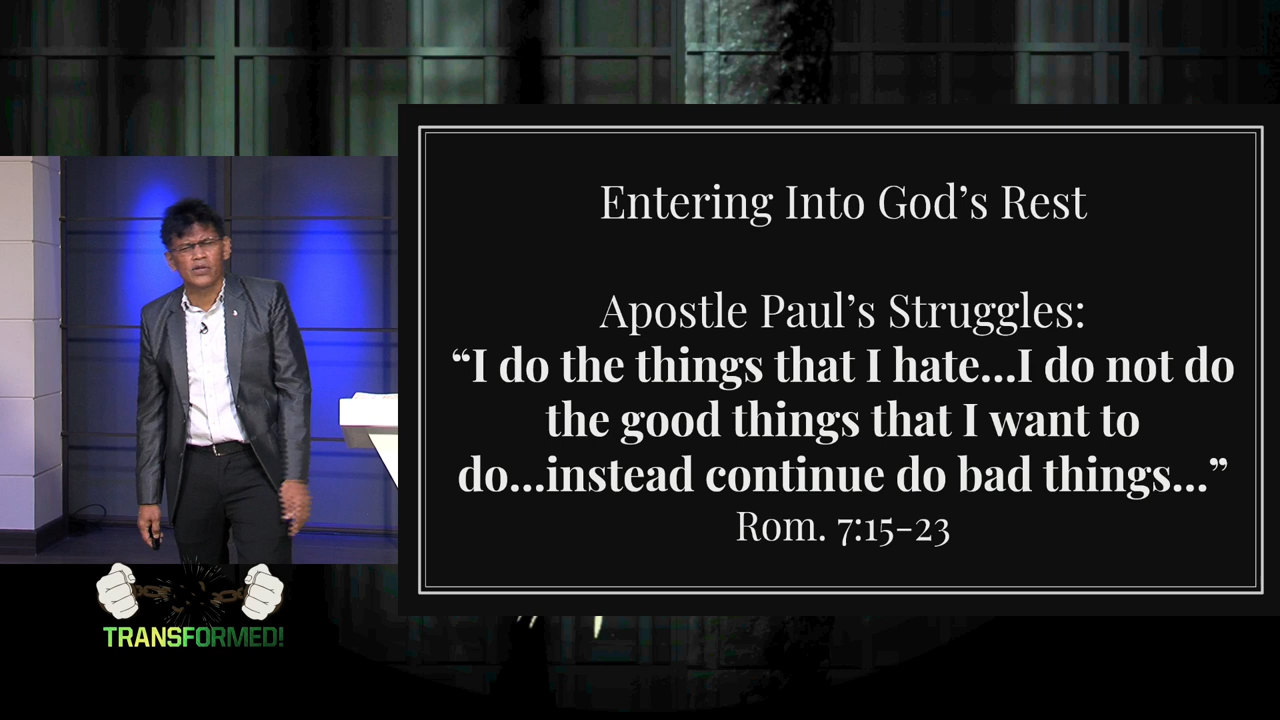 Entering Into God’s Rest
Apostle Paul’s Struggles:
“I do the things that I hate...I do not do
the good things that I want to
do...instead continue do bad things...”
Rom. 7:15-23
TRANSFORMED!